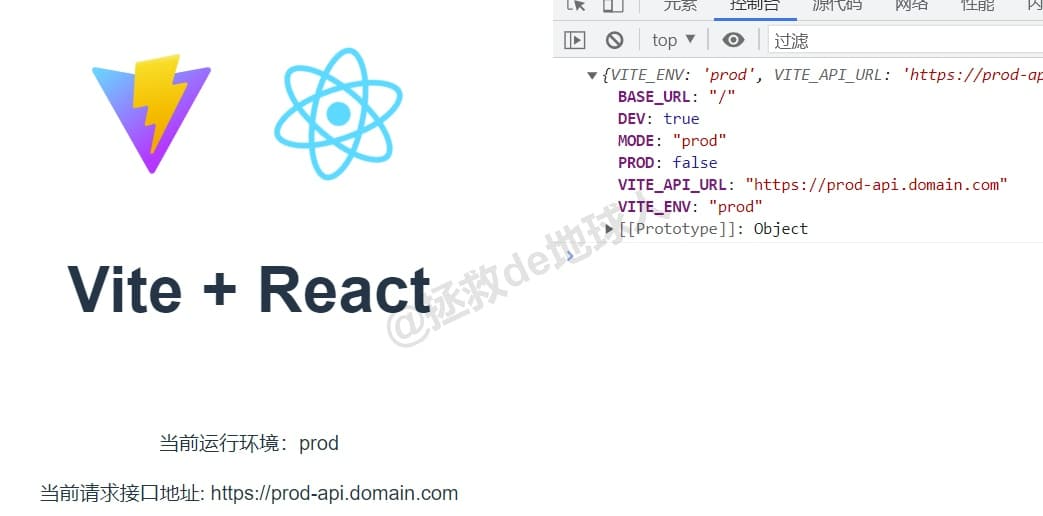 Vite + React
当前运行环境：prod
当前请求接口地址: https://prod-api.domain.com
元素 控制台 源代码 网络 性能
top ▼ 过滤
▼{VITE_ENV: 'prod', VITE_API_URL: 'https://prod-ap
BASE_URL: "/"
DEV: true
MODE: "prod"
PROD: false
VITE_API_URL: "https://prod-api.domain.com"
VITE_ENV: "prod"
▶[[Prototype]]: Object
@拯救de地球人